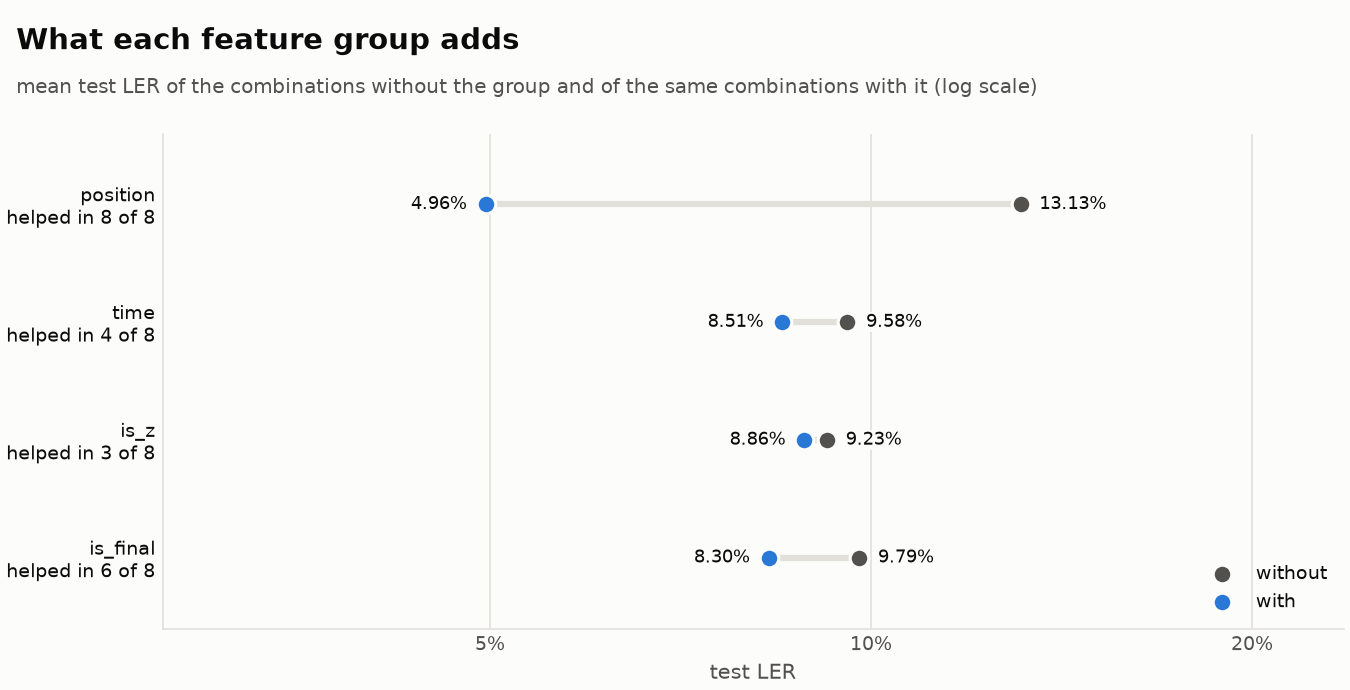 What each feature group adds
mean test LER of the combinations without the group and of the same combinations with it (log scale)
position
helped in 8 of 8
4.96%
13.13%
time
helped in 4 of 8
8.51%
9.58%
is_z
helped in 3 of 8
8.86%
9.23%
is_final
helped in 6 of 8
8.30%
9.79%
without
with
5%
10%
20%
test LER